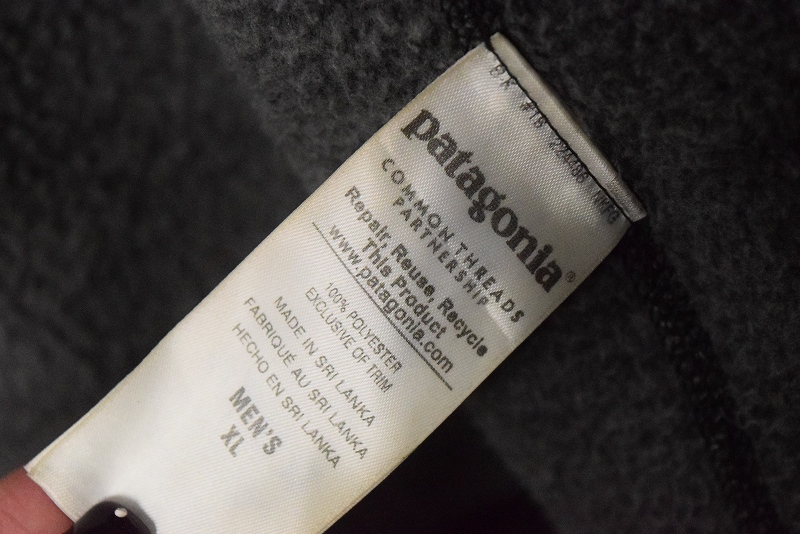 patagonia®
COMMON THREADS
PARTNERSHIP
Repair, Reuse, Recycle
This Product
www.patagonia.com
100% POLYESTER
EXCLUSIVE OF TRIM
MADE IN SRI LANKA
FABRIQUÉ AU SRI LANKA
HECHO EN SRI LANKA
MEN'S
XL